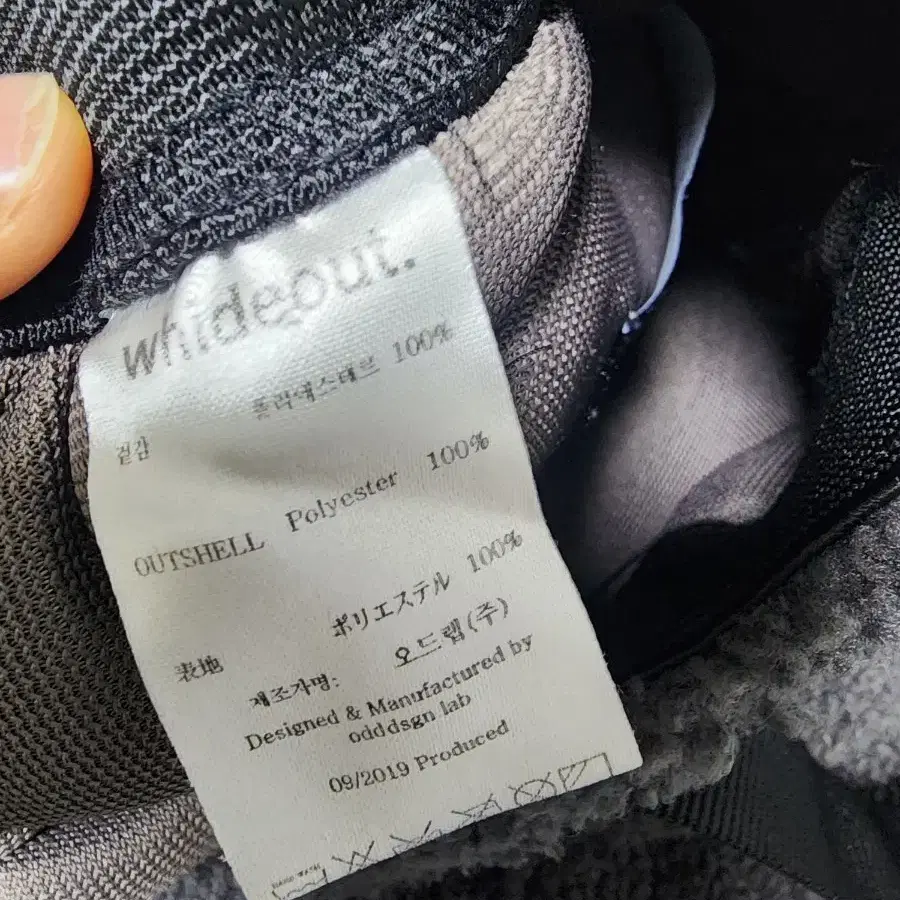 whideout.
폴리에스테르 100%
겉감
OUTSHELL Polyester 100%
ポリエステル 100%
表地
제조자명: 오드랩(주)
Designed & Manufactured by
odddsgn lab
09/2019 Produced